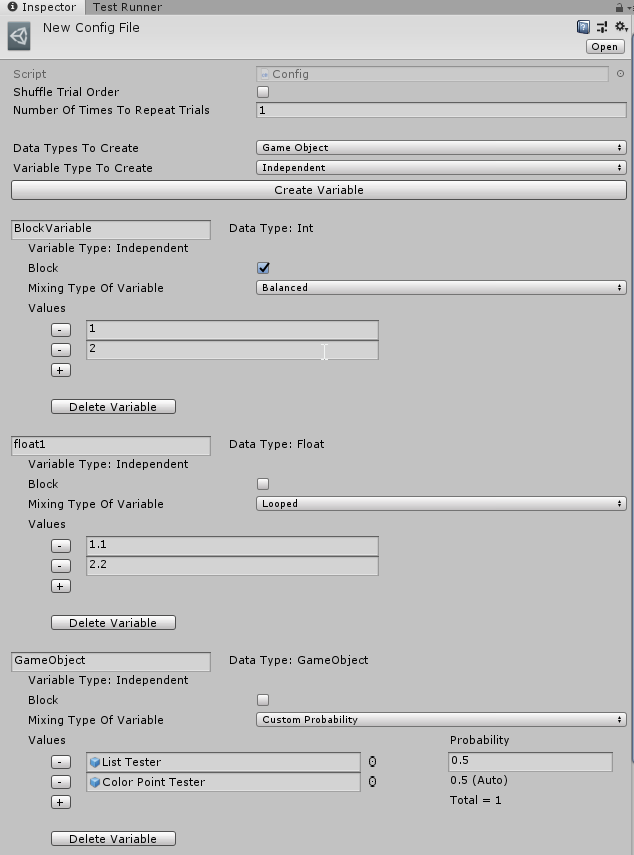 Inspector Test Runner
New Config File
Open
Script Config
Shuffle Trial Order
Number Of Times To Repeat Trials 1
Data Types To Create Game Object
Variable Type To Create Independent
Create Variable
BlockVariable Data Type: Int
Variable Type: Independent
Block
Mixing Type Of Variable Balanced
Values
- 1
- 2
+
Delete Variable
float1 Data Type: Float
Variable Type: Independent
Block
Mixing Type Of Variable Looped
Values
- 1.1
- 2.2
+
Delete Variable
GameObject Data Type: GameObject
Variable Type: Independent
Block
Mixing Type Of Variable Custom Probability
Values Probability
- List Tester 0.5
- Color Point Tester 0.5 (Auto)
+ Total = 1
Delete Variable